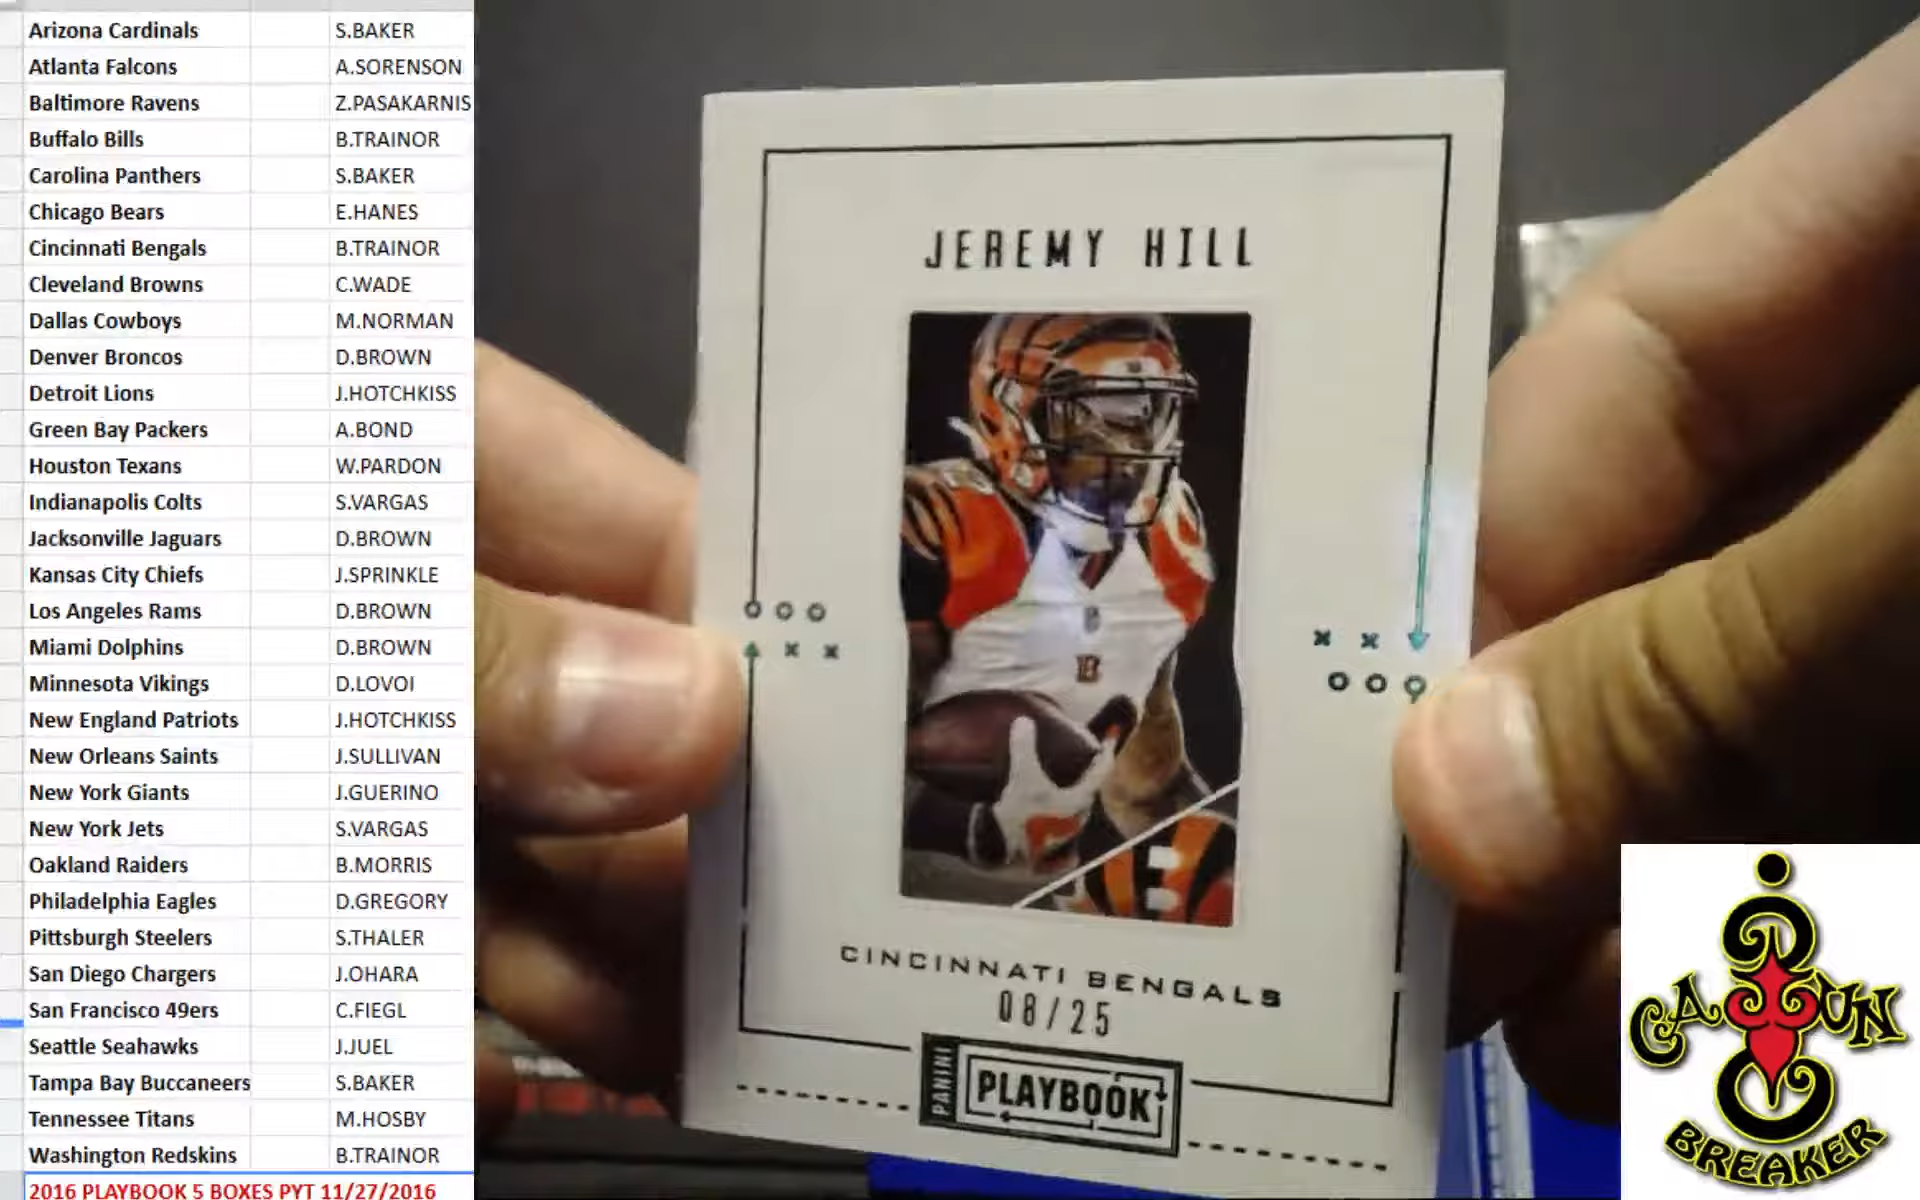 Arizona Cardinals S.BAKER
Atlanta Falcons A.SORENSON
Baltimore Ravens Z.PASAKARNIS
Buffalo Bills B.TRAINOR
Carolina Panthers S.BAKER
Chicago Bears E.HANES
Cincinnati Bengals B.TRAINOR
Cleveland Browns C.WADE
Dallas Cowboys M.NORMAN
Denver Broncos D.BROWN
Detroit Lions J.HOTCHKISS
Green Bay Packers A.BOND
Houston Texans W.PARDON
Indianapolis Colts S.VARGAS
Jacksonville Jaguars D.BROWN
Kansas City Chiefs J.SPRINKLE
Los Angeles Rams D.BROWN
Miami Dolphins D.BROWN
Minnesota Vikings D.LOVOI
New England Patriots J.HOTCHKISS
New Orleans Saints J.SULLIVAN
New York Giants J.GUERINO
New York Jets S.VARGAS
Oakland Raiders B.MORRIS
Philadelphia Eagles D.GREGORY
Pittsburgh Steelers S.THALER
San Diego Chargers J.OHARA
San Francisco 49ers C.FIEGL
Seattle Seahawks J.JUEL
Tampa Bay Buccaneers S.BAKER
Tennessee Titans M.HOSBY
Washington Redskins B.TRAINOR
2016 PLAYBOOK 5 BOXES PYT 11/27/2016
JEREMY HILL
CINCINNATI BENGALS
08/25
PANINI
PLAYBOOK
CAJUN
BREAKER